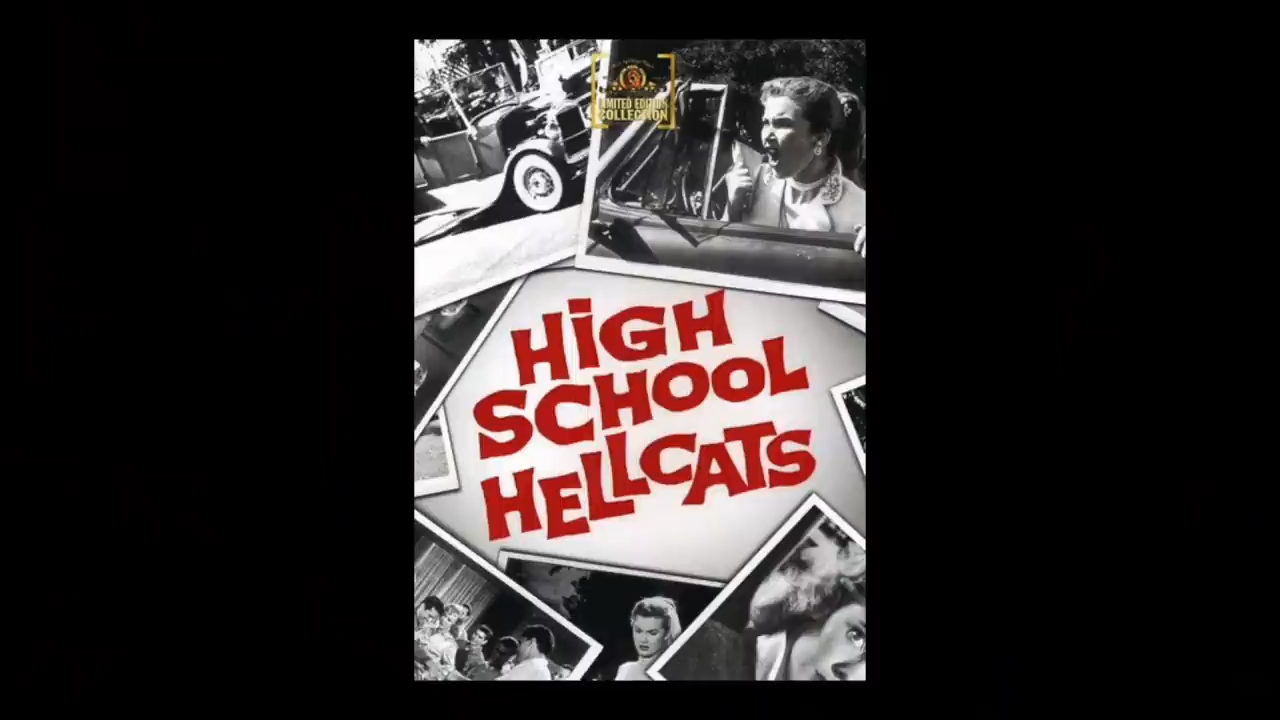 LIMITED EDITION
COLLECTION
HiGH
SCHOOL
HELLCATS